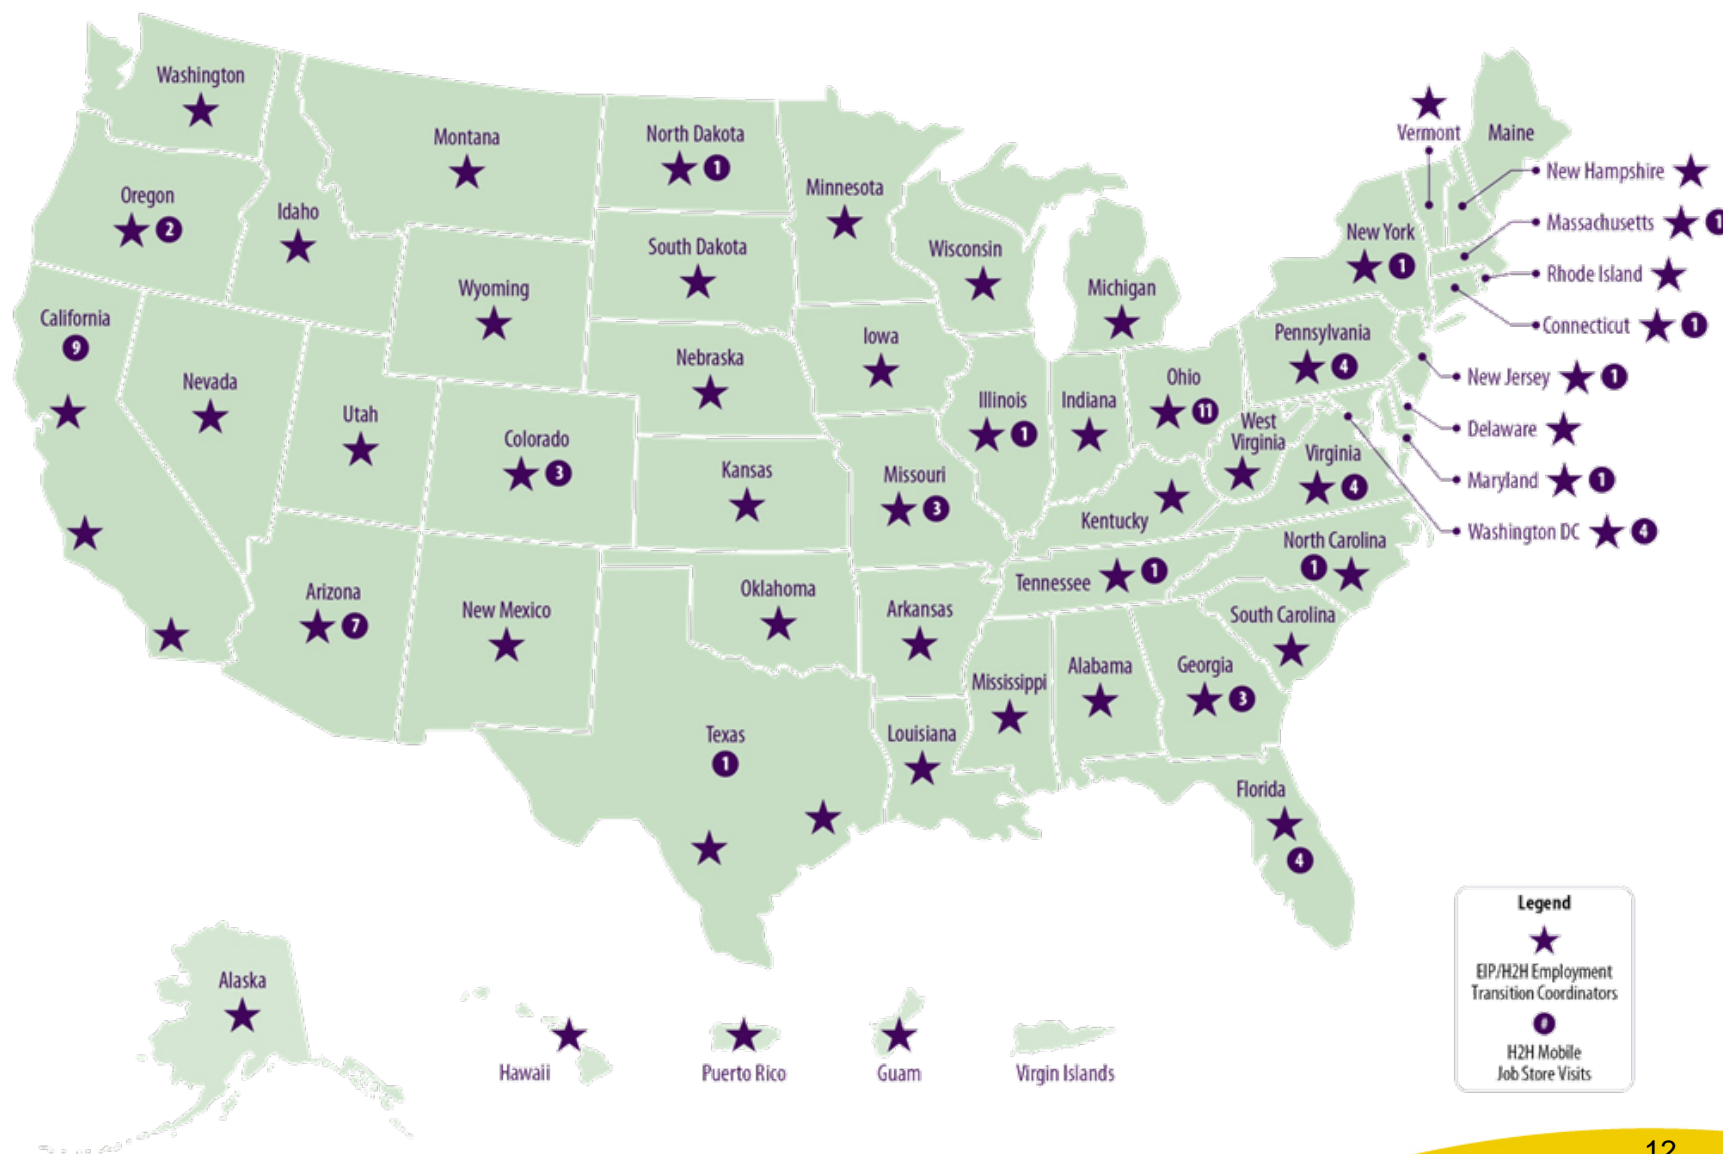 Washington
Montana
North Dakota
1
Minnesota
Vermont
Maine
New Hampshire
Oregon
2
Idaho
South Dakota
Wisconsin
Michigan
New York
1
Massachusetts
1
Rhode Island
Connecticut
1
California
9
Wyoming
Nebraska
Iowa
Pennsylvania
4
New Jersey
1
Nevada
Utah
Colorado
3
Kansas
Missouri
3
Illinois
1
Indiana
Ohio
11
West
Virginia
Virginia
4
Delaware
Maryland
1
Washington DC
4
Kentucky
Tennessee
1
North Carolina
1
Arizona
7
New Mexico
Oklahoma
Arkansas
South Carolina
Mississippi
Alabama
Georgia
3
Texas
1
Louisiana
Florida
4
Alaska
Hawaii
Puerto Rico
Guam
Virgin Islands
Legend
EIP/H2H Employment
Transition Coordinators
#
H2H Mobile
Job Store Visits
12